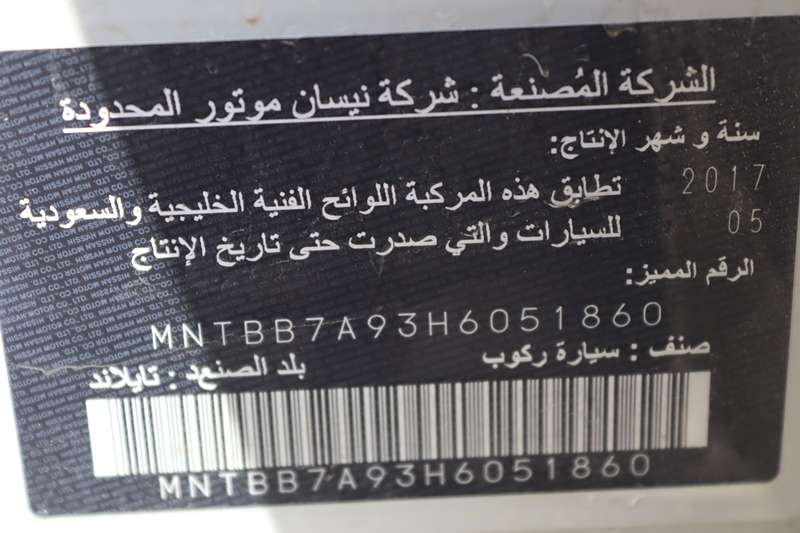 الشركة المُصنعة : شركة نيسان موتور المحدودة
سنة و شهر الإنتاج:
2017
05
تطابق هذه المركبة اللوائح الفنية الخليجية والسعودية
للسيارات والتي صدرت حتى تاريخ الإنتاج
الرقم المميز:
MNTBB7A93H6051860
صنف : سيارة ركوب
بلد الصنعد : تايلاند
MNTBB7A93H6051860